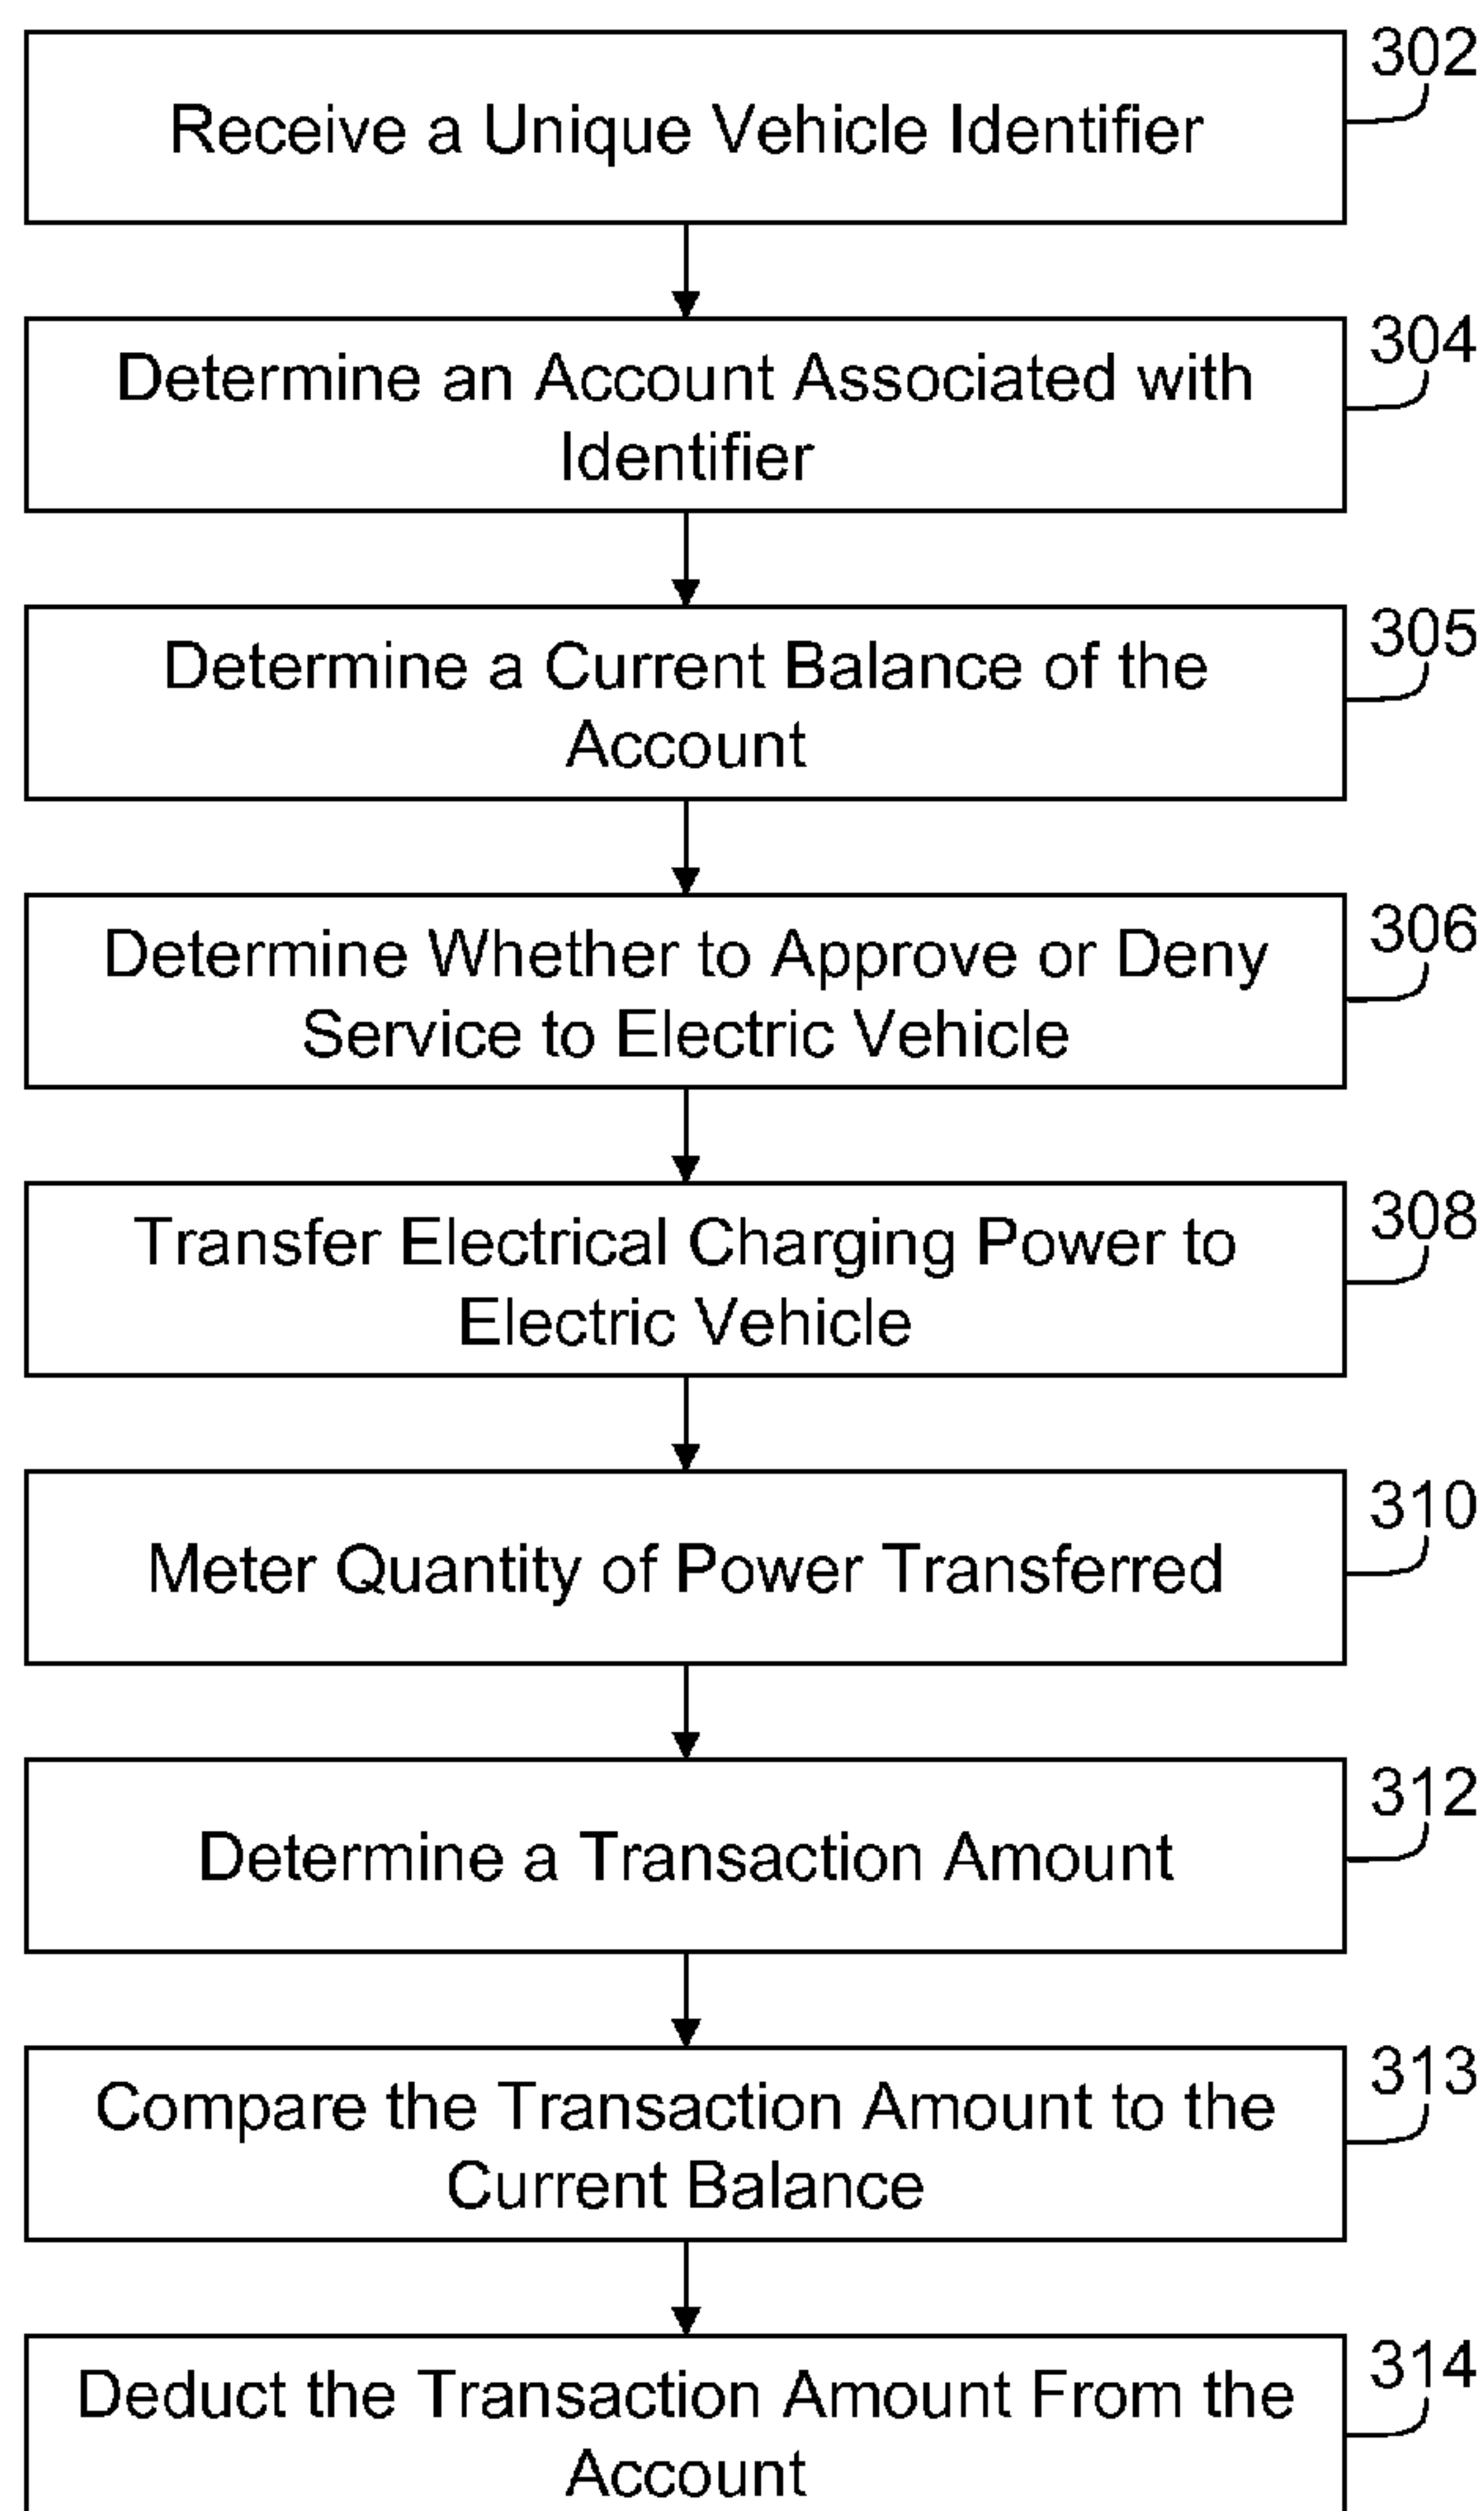 302
Receive a Unique Vehicle Identifier
304
Determine an Account Associated with
Identifier
305
Determine a Current Balance of the
Account
306
Determine Whether to Approve or Deny
Service to Electric Vehicle
308
Transfer Electrical Charging Power to
Electric Vehicle
310
Meter Quantity of Power Transferred
312
Determine a Transaction Amount
313
Compare the Transaction Amount to the
Current Balance
314
Deduct the Transaction Amount From the
Account